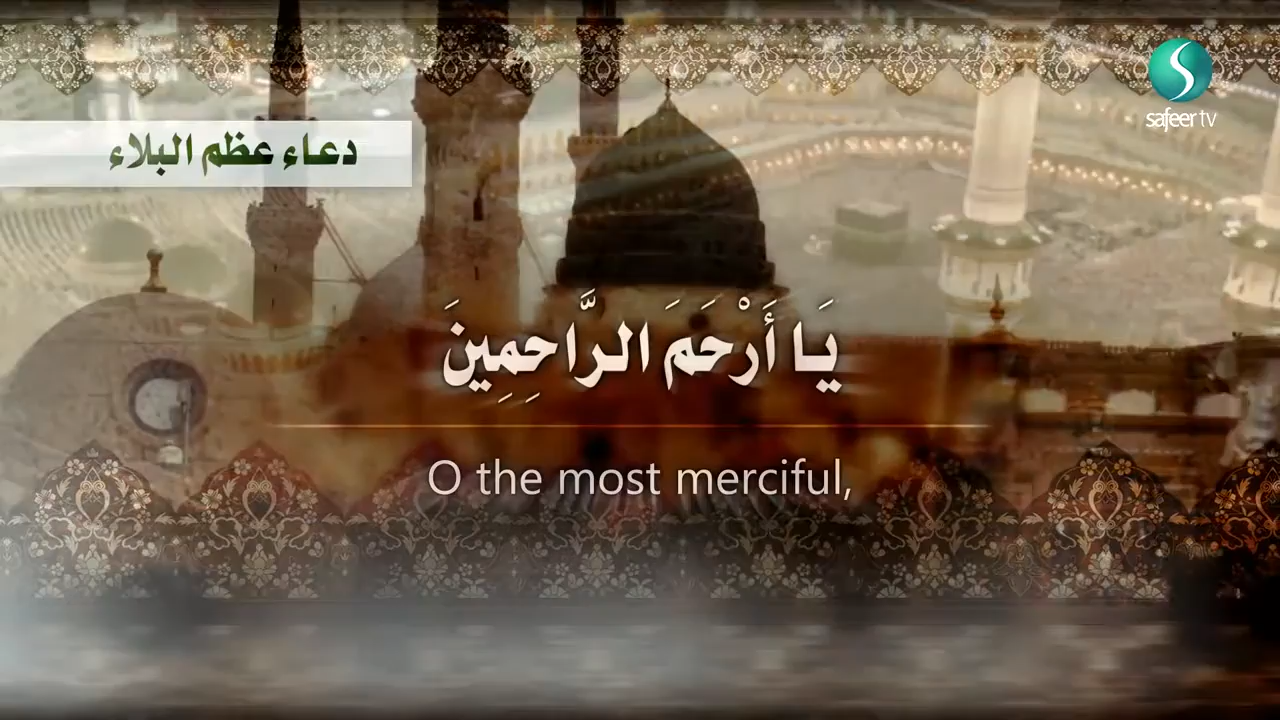 safeer tv
دعاء عظم البلاء
يَا أَرْحَمَ الرَّاحِمِينَ
O the most merciful,